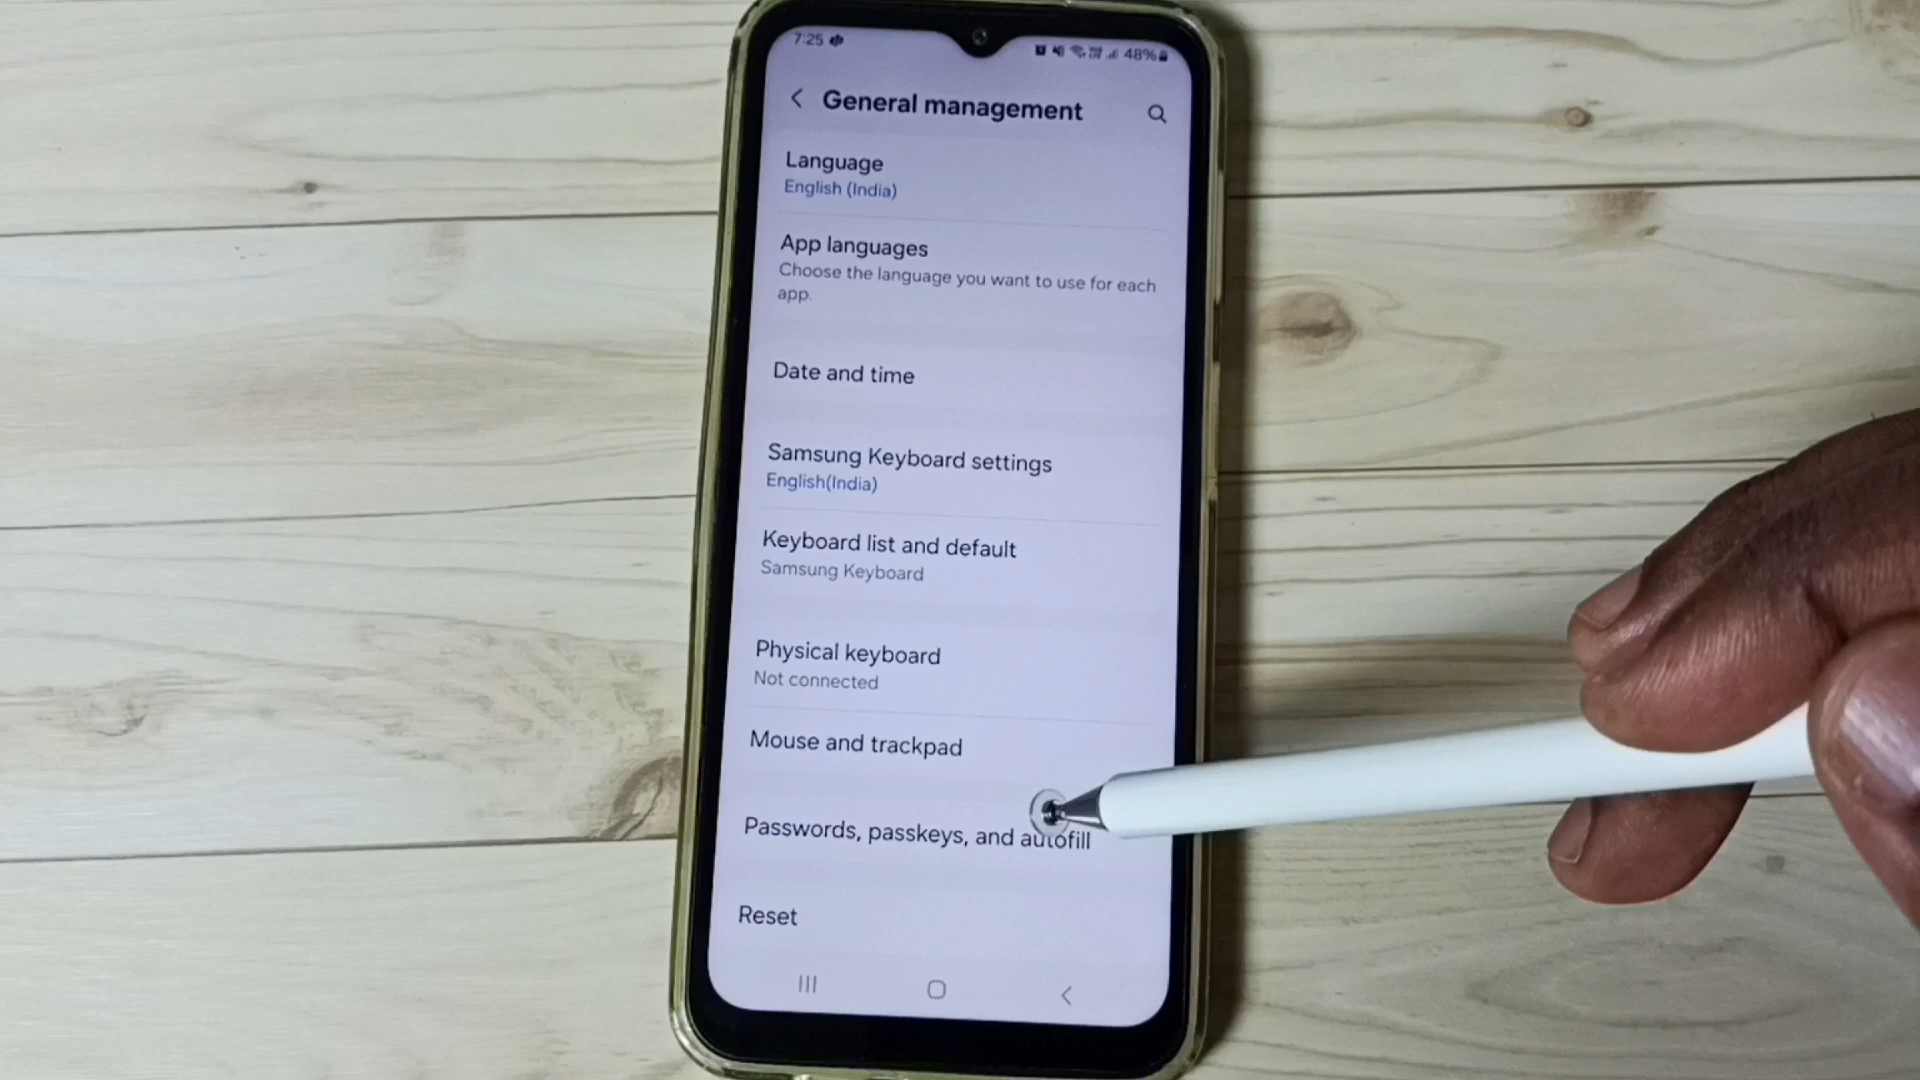 7:25
48%
General management
Language
English (India)
App languages
Choose the language you want to use for each
app.
Date and time
Samsung Keyboard settings
English(India)
Keyboard list and default
Samsung Keyboard
Physical keyboard
Not connected
Mouse and trackpad
Passwords, passkeys, and autofill
Reset